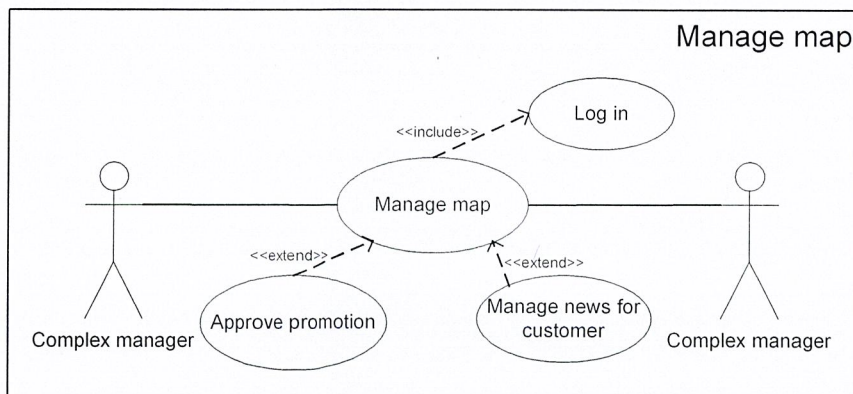 Manage map
Log in
<<include>>
Manage map
<<extend>>
<<extend>>
Approve promotion
Manage news for
customer
Complex manager
Complex manager